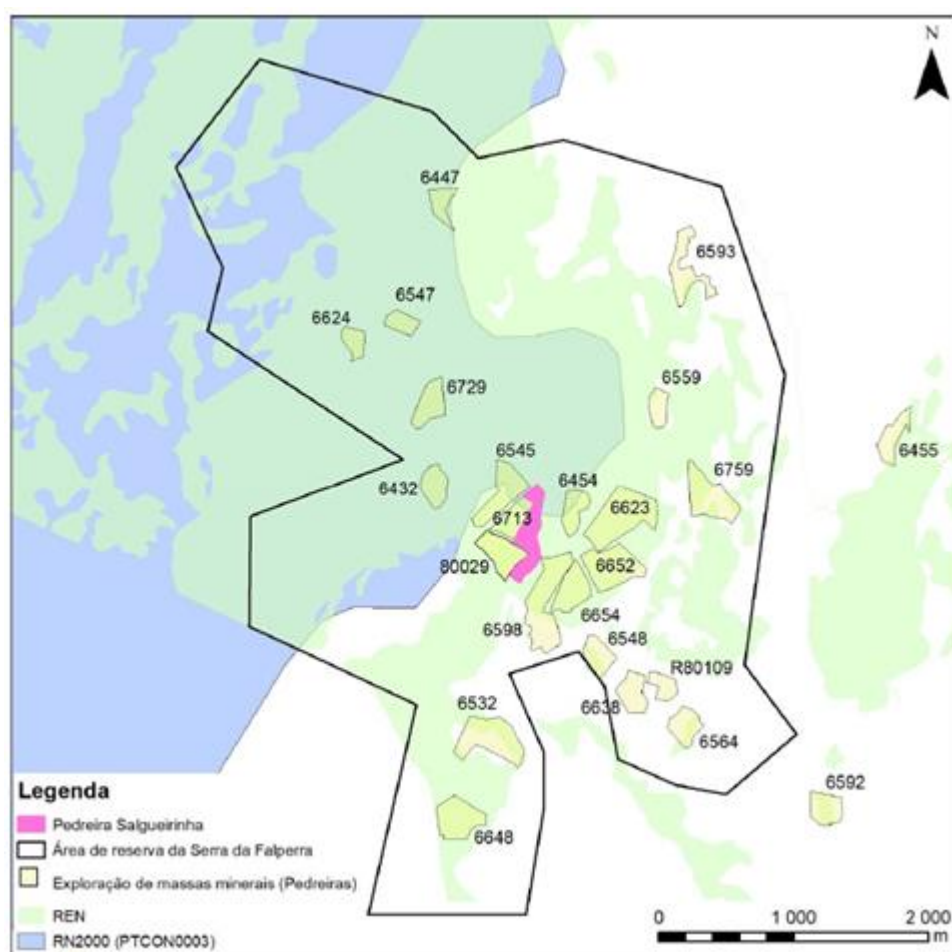 N
6447
6593
6547
6624
6729
6559
6455
6545
6454
6759
6432
6623
6713
80029
6652
6654
6598
6548
R80109
6532
6638
6564
6592
6648
Legenda
Pedreira Salgueirinha
Área de reserva da Serra da Falperra
Exploração de massas minerais (Pedreiras)
REN
RN2000 (PTCON0003)
0 1 000 2 000
m